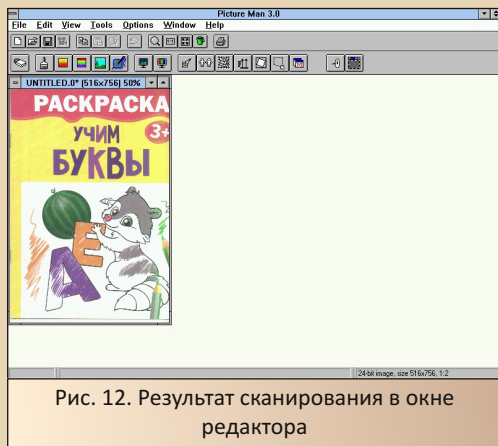 Picture Man 3.0
File Edit View Tools Options Window Help
UNTITLED.0* (516x756) 50%
РАСКРАСКА
УЧИМ
3+
БУКВЫ
Е
А
24-bit image, size 516x756, 1:2
Рис. 12. Результат сканирования в окне
редактора